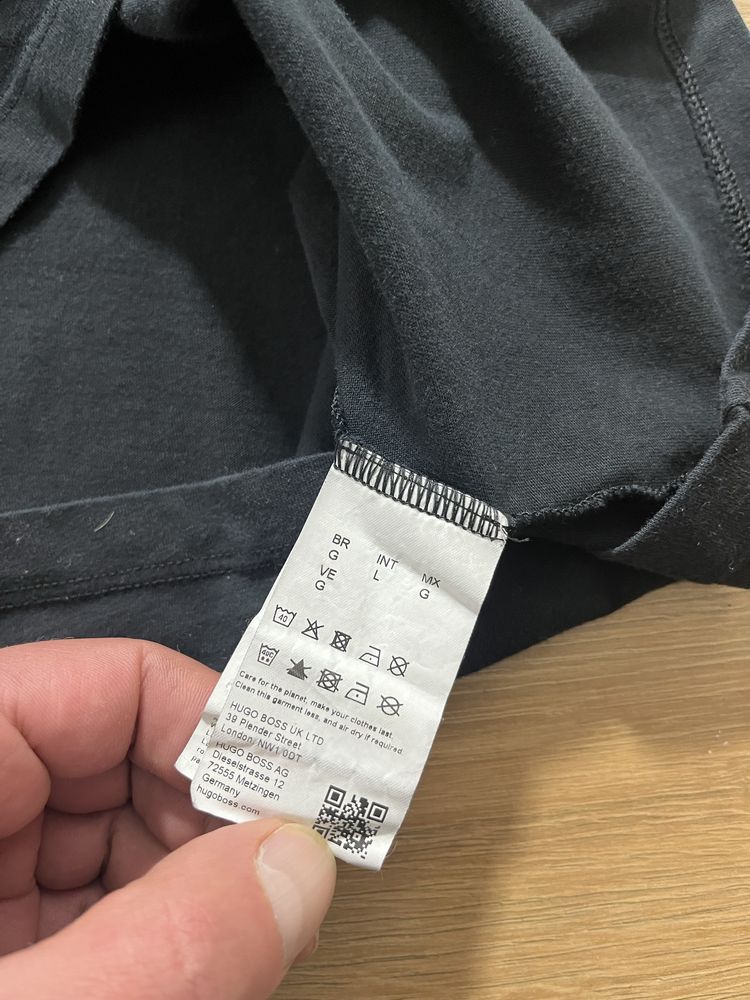 BR
G
VE
G
INT
L
MX
G
40
40C
Care for the planet, make your clothes last.
Clean this garment less, and air dry if required
HUGO BOSS UK LTD
39 Plender Street
London, NW1 0DT
HUGO BOSS AG
Dieselstrasse 12
72555 Metzingen
Germany
hugoboss.com